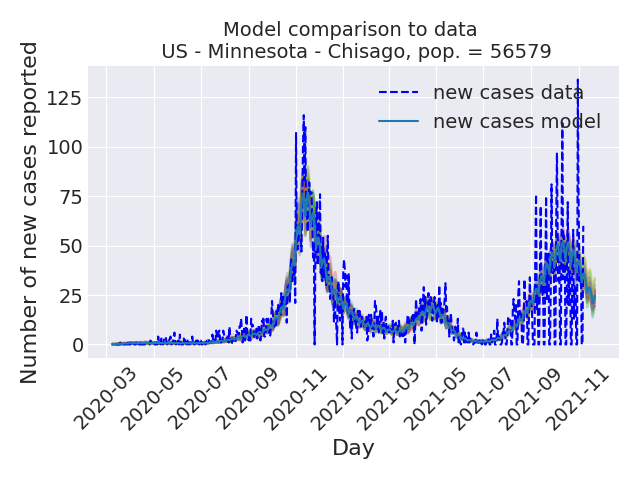 Model comparison to data
US - Minnesota - Chisago, pop. = 56579
Number of new cases reported
125
100
75
50
25
0
new cases data
new cases model
2020-03
2020-05
2020-07
2020-09
2020-11
2021-01
2021-03
2021-05
2021-07
2021-09
2021-11
Day